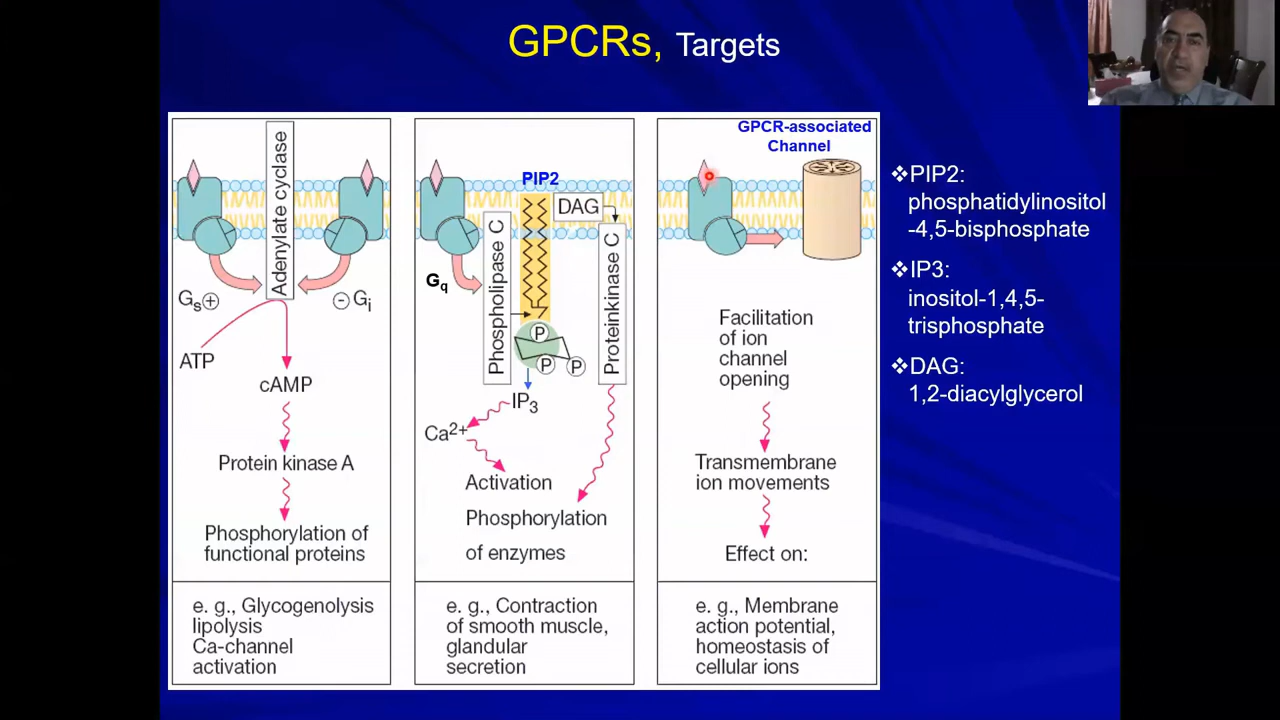 GPCRs, Targets
Adenylate cyclase
Gs+
−Gi
ATP
cAMP
Protein kinase A
Phosphorylation of
functional proteins
e. g., Glycogenolysis
lipolysis
Ca-channel
activation
PIP2
DAG
Phospholipase C
Proteinkinase C
Gq
P
P
P
IP3
Ca2+
Activation
Phosphorylation
of enzymes
e. g., Contraction
of smooth muscle,
glandular
secretion
GPCR-associated
Channel
Facilitation
of ion
channel
opening
Transmembrane
ion movements
Effect on:
e. g., Membrane
action potential,
homeostasis of
cellular ions
❖PIP2:
phosphatidylinositol
-4,5-bisphosphate
❖IP3:
inositol-1,4,5-
trisphosphate
❖DAG:
1,2-diacylglycerol